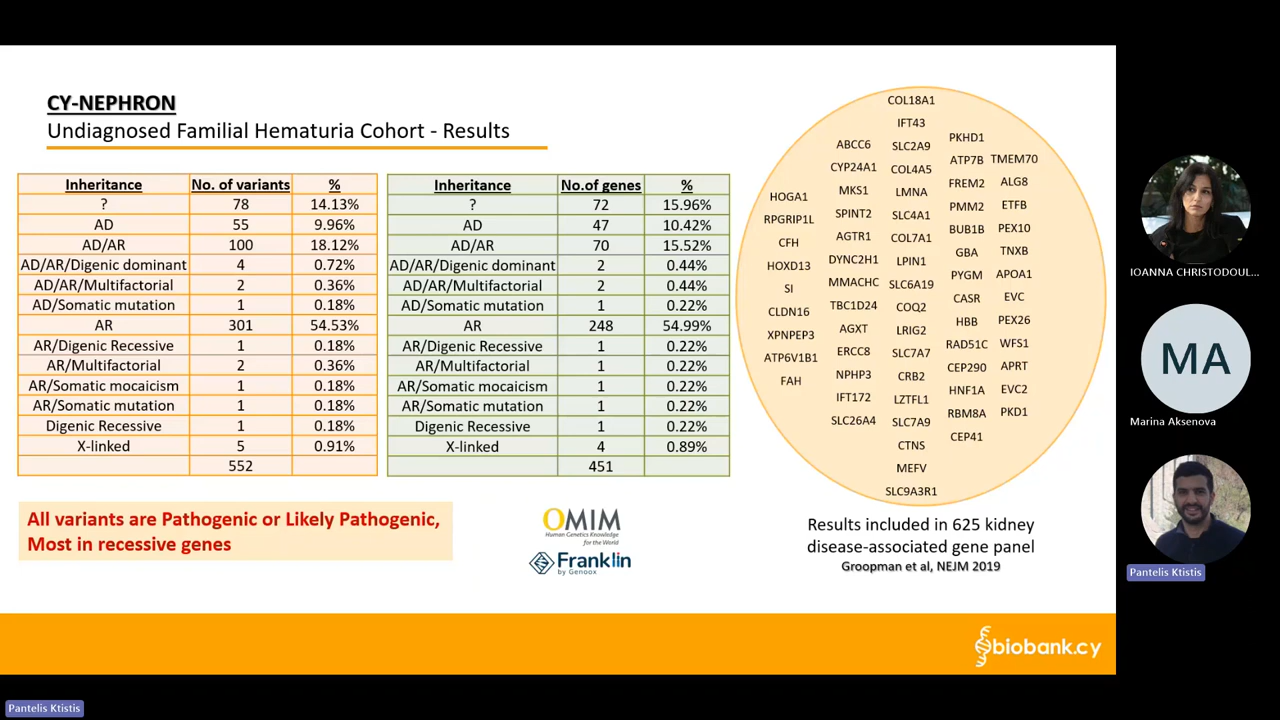 CY-NEPHRON
Undiagnosed Familial Hematuria Cohort - Results
Inheritance No. of variants %
? 78 14.13%
AD 55 9.96%
AD/AR 100 18.12%
AD/AR/Digenic dominant 4 0.72%
AD/AR/Multifactorial 2 0.36%
AD/Somatic mutation 1 0.18%
AR 301 54.53%
AR/Digenic Recessive 1 0.18%
AR/Multifactorial 2 0.36%
AR/Somatic mocaicism 1 0.18%
AR/Somatic mutation 1 0.18%
Digenic Recessive 1 0.18%
X-linked 5 0.91%
552
Inheritance No.of genes %
? 72 15.96%
AD 47 10.42%
AD/AR 70 15.52%
AD/AR/Digenic dominant 2 0.44%
AD/AR/Multifactorial 2 0.44%
AD/Somatic mutation 1 0.22%
AR 248 54.99%
AR/Digenic Recessive 1 0.22%
AR/Multifactorial 1 0.22%
AR/Somatic mocaicism 1 0.22%
AR/Somatic mutation 1 0.22%
Digenic Recessive 1 0.22%
X-linked 4 0.89%
451
All variants are Pathogenic or Likely Pathogenic,
Most in recessive genes
OMIM
Human Genetics Knowledge
for the World
Franklin
by Genoox
HOGA1
RPGRIP1L
CFH
HOXD13
SI
CLDN16
XPNPEP3
ATP6V1B1
FAH
ABCC6
CYP24A1
MKS1
SPINT2
AGTR1
DYNC2H1
MMACHC
TBC1D24
AGXT
ERCC8
NPHP3
IFT172
SLC26A4
COL18A1
IFT43
SLC2A9
COL4A5
LMNA
SLC4A1
COL7A1
LPIN1
SLC6A19
COQ2
LRIG2
SLC7A7
CRB2
LZTFL1
SLC7A9
CTNS
MEFV
SLC9A3R1
PKHD1
ATP7B
FREM2
PMM2
BUB1B
GBA
PYGM
CASR
HBB
RAD51C
CEP290
HNF1A
RBM8A
CEP41
TMEM70
ALG8
ETFB
PEX10
TNXB
APOA1
EVC
PEX26
WFS1
APRT
EVC2
PKD1
Results included in 625 kidney
disease-associated gene panel
Groopman et al, NEJM 2019
biobank.cy
IOANNA CHRISTODOUL...
MA
Marina Aksenova
Pantelis Ktistis
Pantelis Ktistis